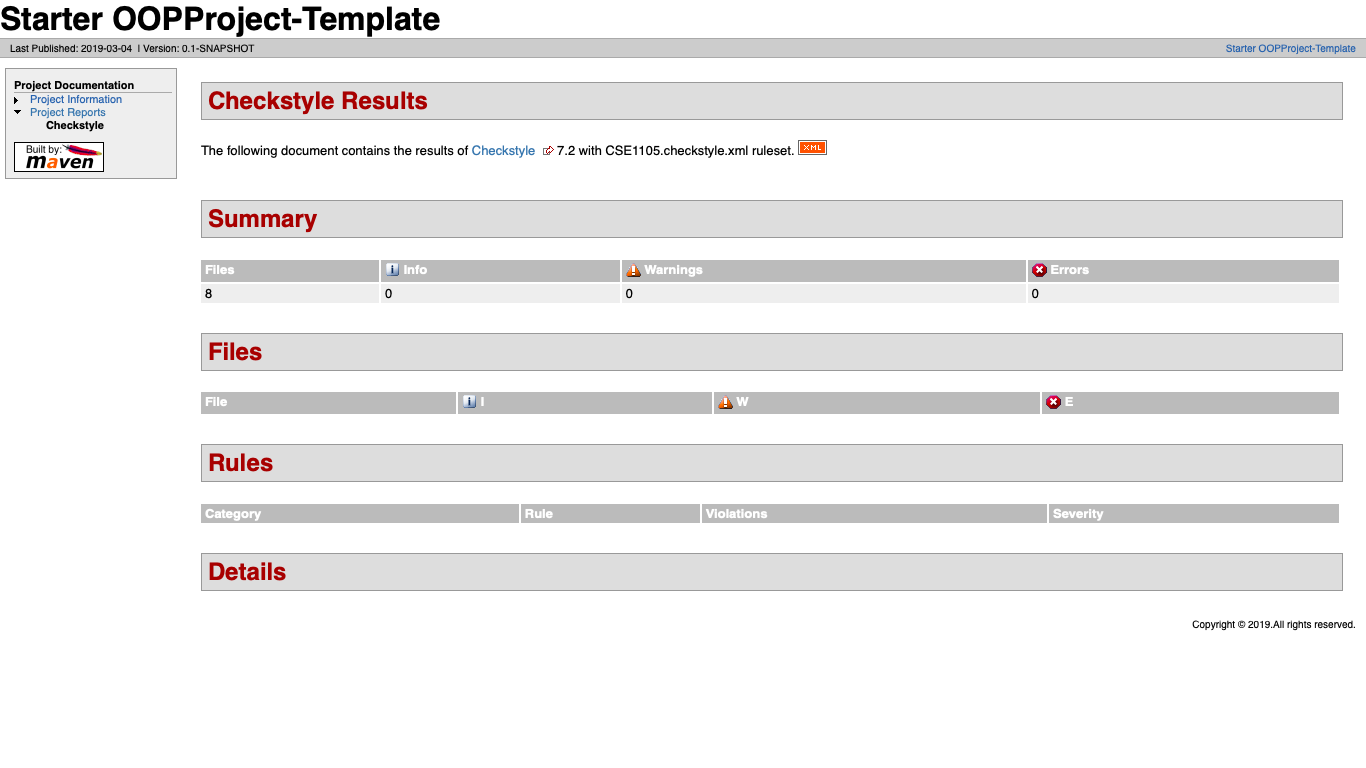 Starter OOPProject-Template
Last Published: 2019-03-04 | Version: 0.1-SNAPSHOT
Starter OOPProject-Template
Project Documentation
Project Information
Project Reports
Checkstyle
Built by:
maven
Checkstyle Results
The following document contains the results of Checkstyle 7.2 with CSE1105.checkstyle.xml ruleset. XML
Summary
Files Info Warnings Errors
8 0 0 0
Files
File I W E
Rules
Category Rule Violations Severity
Details
Copyright © 2019.All rights reserved.